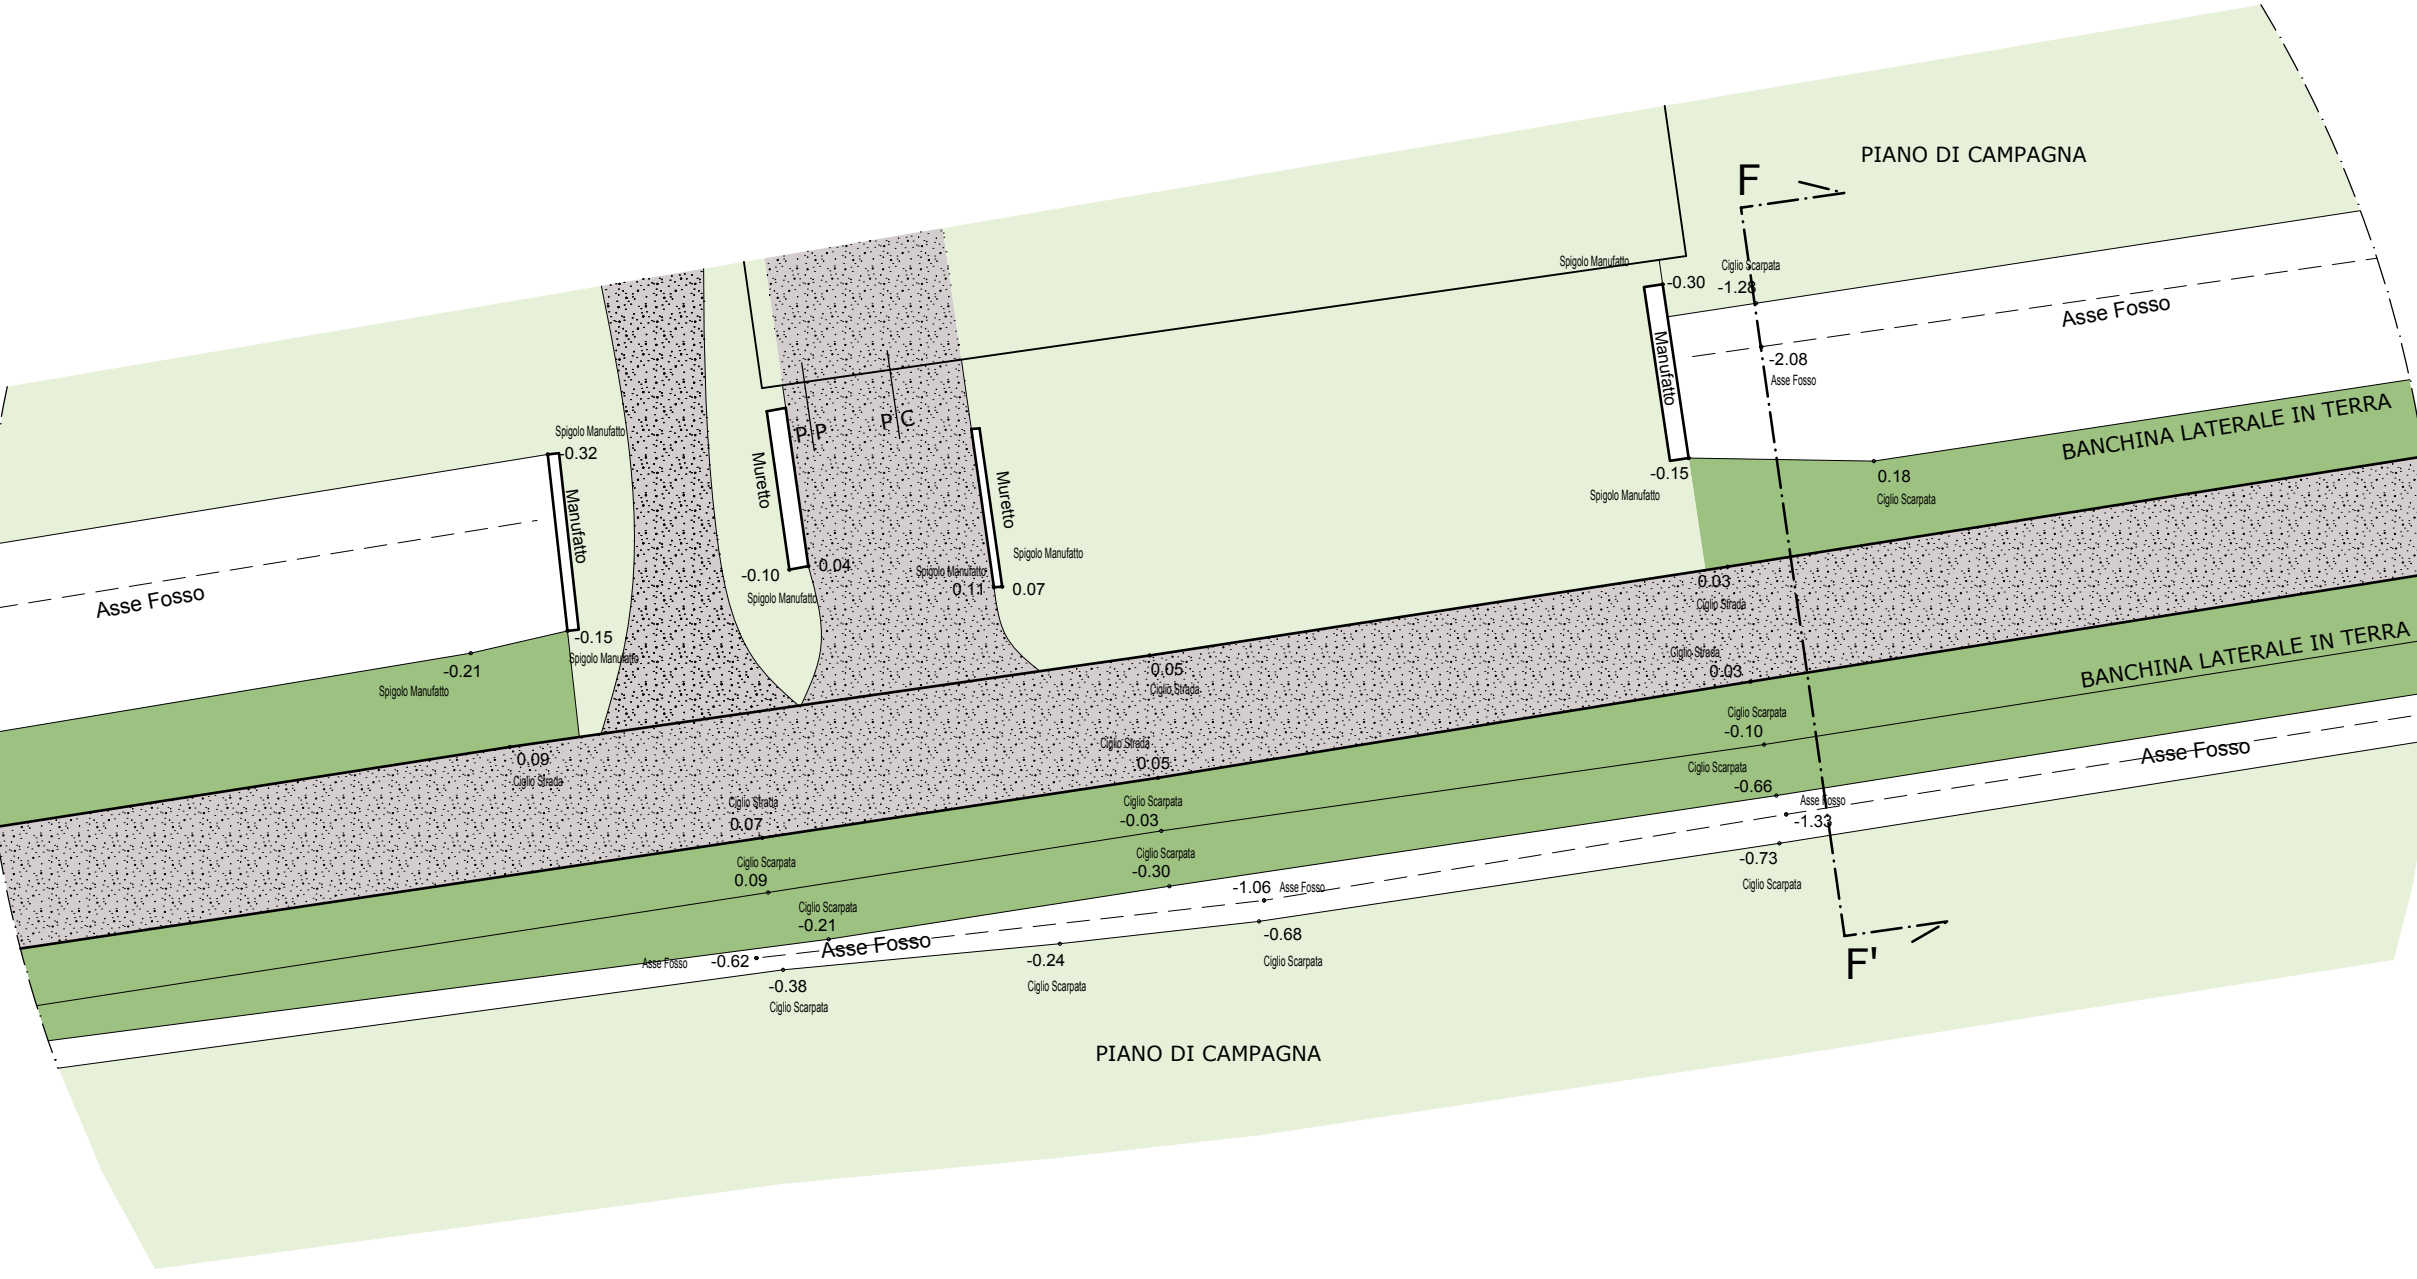 F
PIANO DI CAMPAGNA
Spigolo Manufatto
-0.30
Ciglio Scarpata
-1.28
Asse Fosso
-2.08
Asse Fosso
Manufatto
BANCHINA LATERALE IN TERRA
-0.15
Spigolo Manufatto
0.18
Ciglio Scarpata
P P
P C
Spigolo Manufatto
-0.32
Muretto
Muretto
Manufatto
Asse Fosso
-0.10
0.04
Spigolo Manufatto
Spigolo Manufatto
Spigolo Manufatto
0.11
0.07
-0.15
Spigolo Manufatto
-0.21
Spigolo Manufatto
0.03
Ciglio Strada
Ciglio Strada
0.03
BANCHINA LATERALE IN TERRA
0.05
Ciglio Strada
Ciglio Strada
0.05
0.09
Ciglio Strada
Ciglio Strada
0.07
Ciglio Scarpata
-0.10
Ciglio Scarpata
-0.66
Asse Fosso
Asse Fosso
-1.33
Ciglio Scarpata
-0.03
Ciglio Scarpata
-0.30
Ciglio Scarpata
0.09
Ciglio Scarpata
-0.21
-1.06
Asse Fosso
-0.73
Ciglio Scarpata
Asse Fosso
Asse Fosso
-0.62
-0.38
Ciglio Scarpata
-0.24
Ciglio Scarpata
-0.68
Ciglio Scarpata
F'
PIANO DI CAMPAGNA